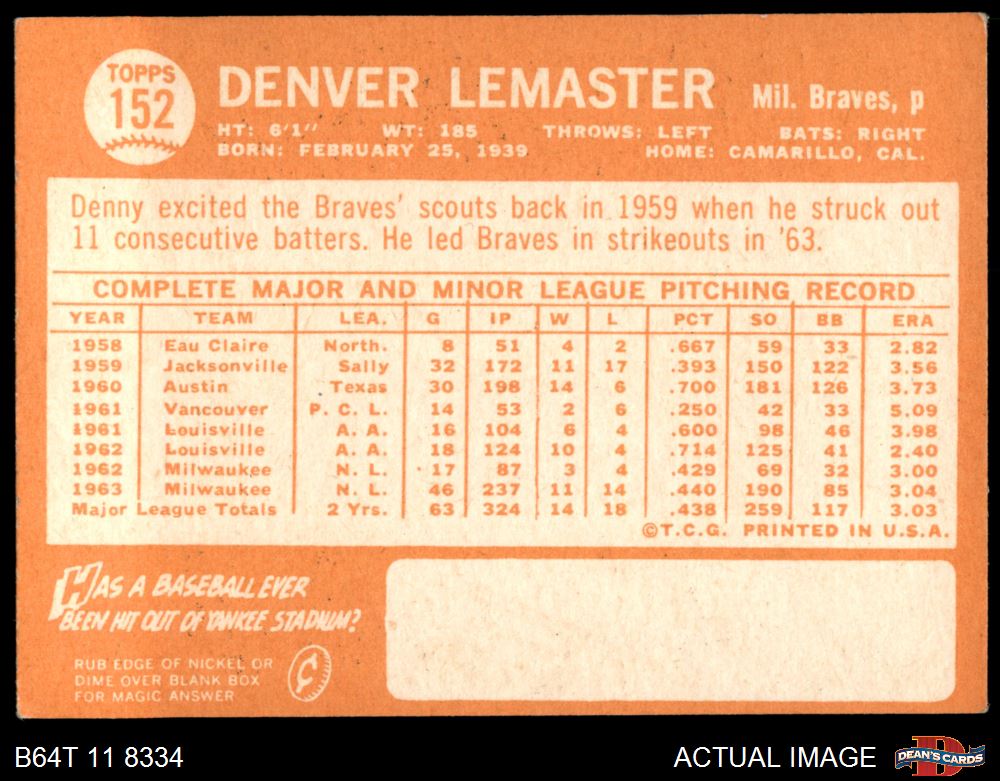 TOPPS
152
DENVER LEMASTER Mil. Braves, p
HT: 6'1" WT: 185 THROWS: LEFT BATS: RIGHT
BORN: FEBRUARY 25, 1939 HOME: CAMARILLO, CAL.
Denny excited the Braves' scouts back in 1959 when he struck out
11 consecutive batters. He led Braves in strikeouts in '63.
COMPLETE MAJOR AND MINOR LEAGUE PITCHING RECORD
YEAR TEAM LEA. G IP W L PCT SO BB ERA
1958 Eau Claire North. 8 51 4 2 .667 59 33 2.82
1959 Jacksonville Sally 32 172 11 17 .393 150 122 3.56
1960 Austin Texas 30 198 14 6 .700 181 126 3.73
1961 Vancouver P. C. L. 14 53 2 6 .250 42 33 5.09
1961 Louisville A. A. 16 104 6 4 .600 98 46 3.98
1962 Louisville A. A. 18 124 10 4 .714 125 41 2.40
1962 Milwaukee N. L. 17 87 3 4 .429 69 32 3.00
1963 Milwaukee N. L. 46 237 11 14 .440 190 85 3.04
Major League Totals 2 Yrs. 63 324 14 18 .438 259 117 3.03
©T.C.G. PRINTED IN U.S.A.
HAS A BASEBALL EVER
BEEN HIT OUT OF YANKEE STADIUM?
RUB EDGE OF NICKEL OR
DIME OVER BLANK BOX
FOR MAGIC ANSWER
B64T 11 8334 ACTUAL IMAGE DEAN'S CARDS